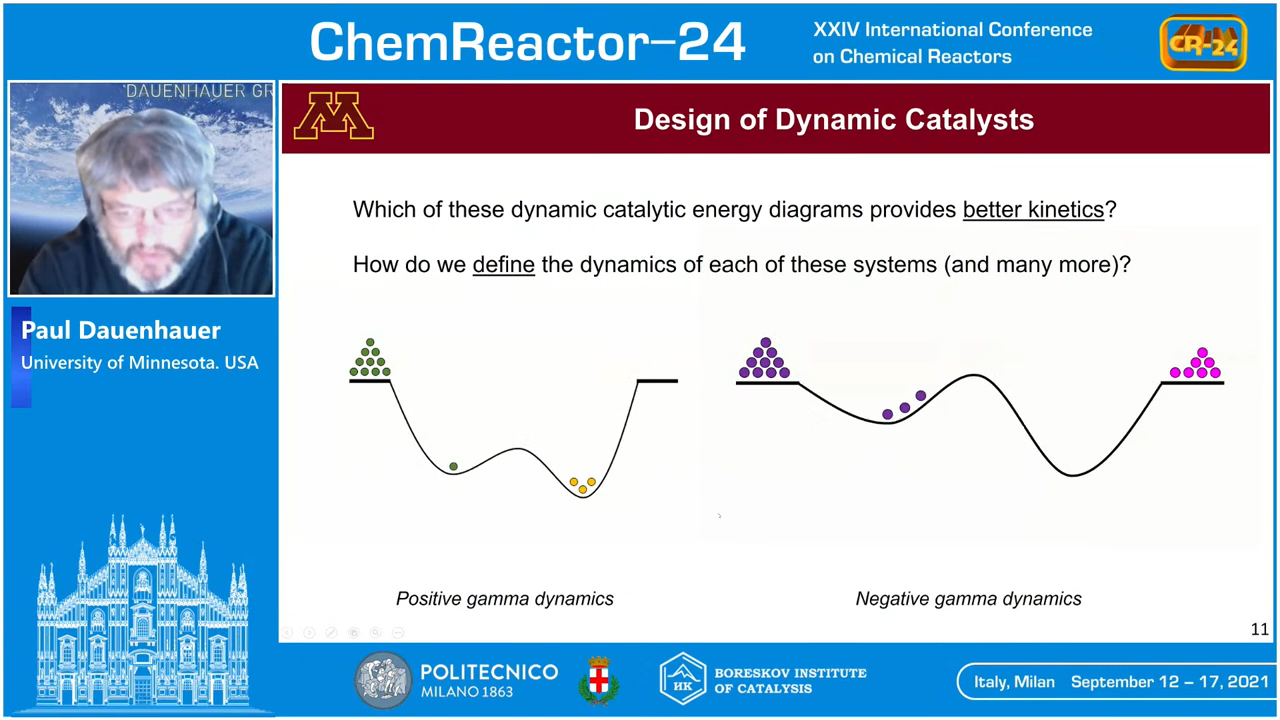 ChemReactor-24
XXIV International Conference
on Chemical Reactors
CR-24
DAUENHAUER GR
M
Design of Dynamic Catalysts
Which of these dynamic catalytic energy diagrams provides better kinetics?
How do we define the dynamics of each of these systems (and many more)?
Paul Dauenhauer
University of Minnesota. USA
Positive gamma dynamics
Negative gamma dynamics
11
POLITECNICO
MILANO 1863
HK
BORESKOV INSTITUTE
OF CATALYSIS
Italy, Milan September 12 – 17, 2021